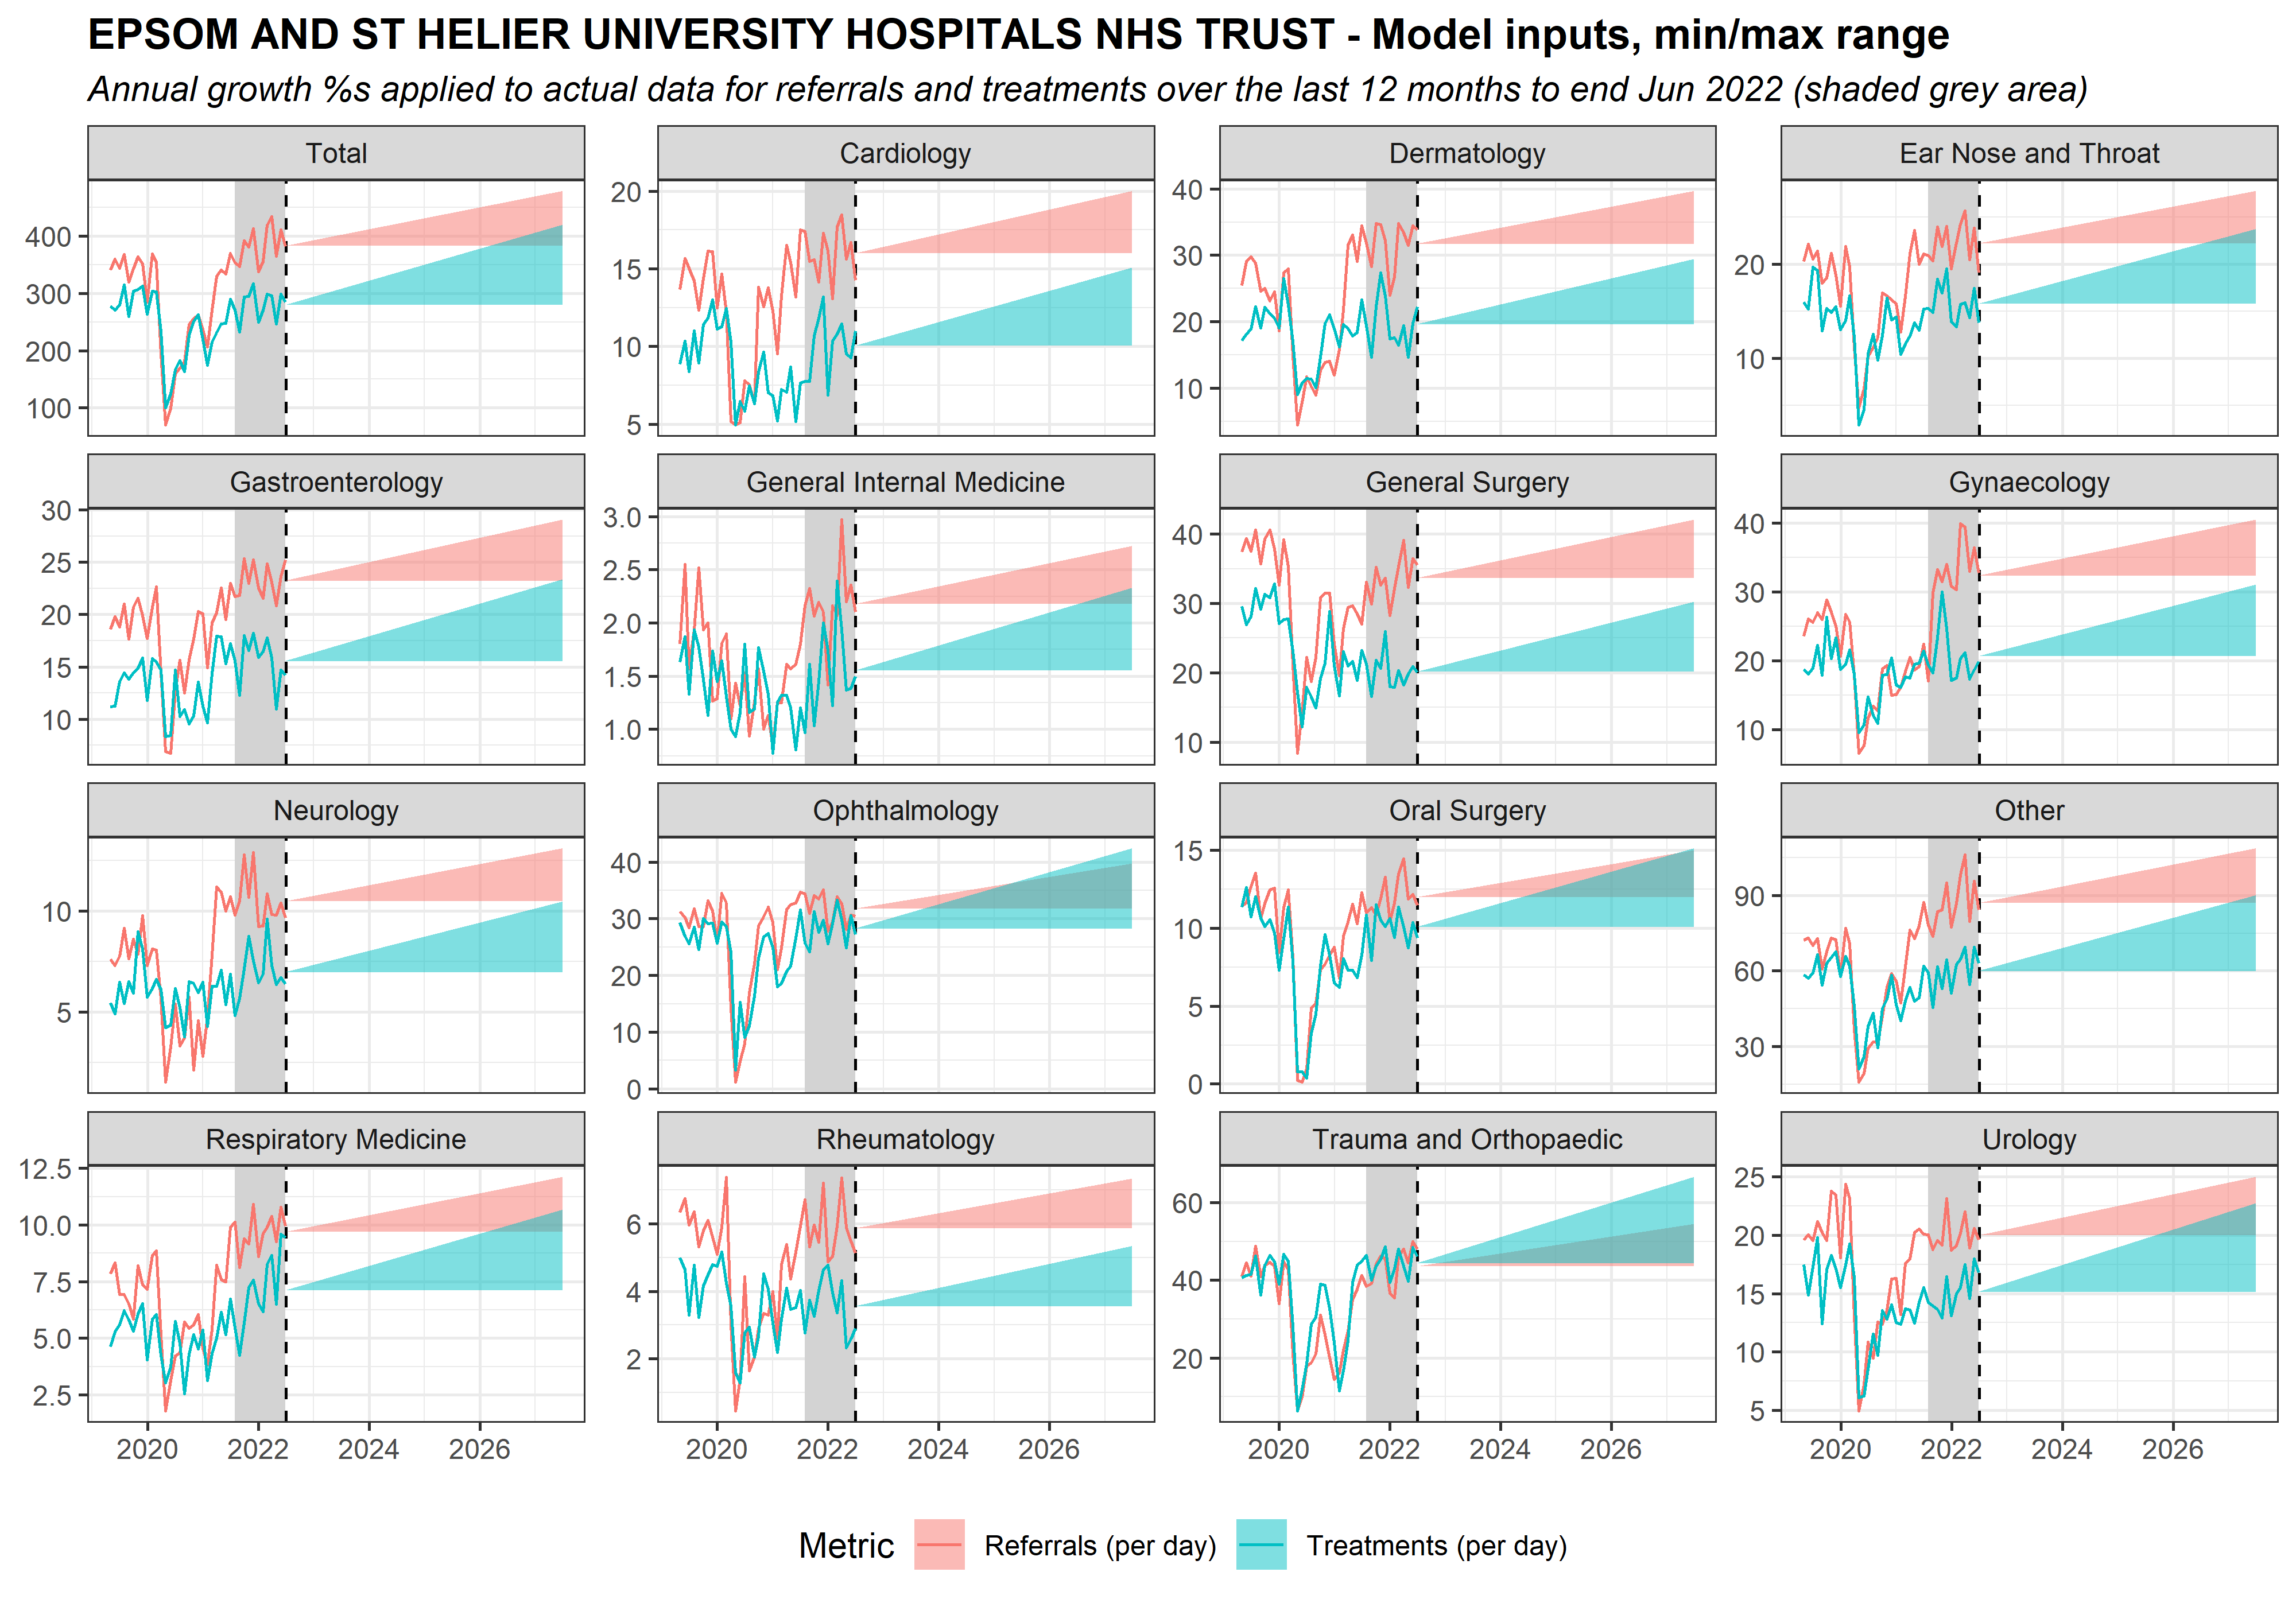 EPSOM AND ST HELIER UNIVERSITY HOSPITALS NHS TRUST - Model inputs, min/max range
Annual growth %s applied to actual data for referrals and treatments over the last 12 months to end Jun 2022 (shaded grey area)
Total
Cardiology
Dermatology
Ear Nose and Throat
400
300
200
100
20
15
10
5
40
30
20
10
20
10
Gastroenterology
General Internal Medicine
General Surgery
Gynaecology
30
25
20
15
10
3.0
2.5
2.0
1.5
1.0
40
30
20
10
40
30
20
10
Neurology
Ophthalmology
Oral Surgery
Other
10
5
40
30
20
10
0
15
10
5
0
90
60
30
Respiratory Medicine
Rheumatology
Trauma and Orthopaedic
Urology
12.5
10.0
7.5
5.0
2.5
6
4
2
60
40
20
25
20
15
10
5
2020 2022 2024 2026
2020 2022 2024 2026
2020 2022 2024 2026
2020 2022 2024 2026
Metric Referrals (per day) Treatments (per day)